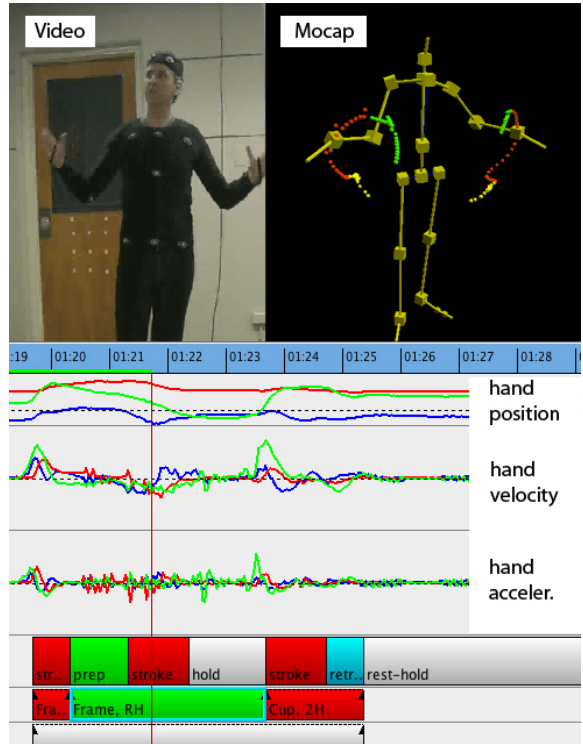 Video
Mocap
:19 01:20 01:21 01:22 01:23 01:24 01:25 01:26 01:27 01:28
hand
position
hand
velocity
hand
acceler.
str.. prep stroke hold stroke retr.. rest-hold
Fra.. Frame, RH Cup, 2H